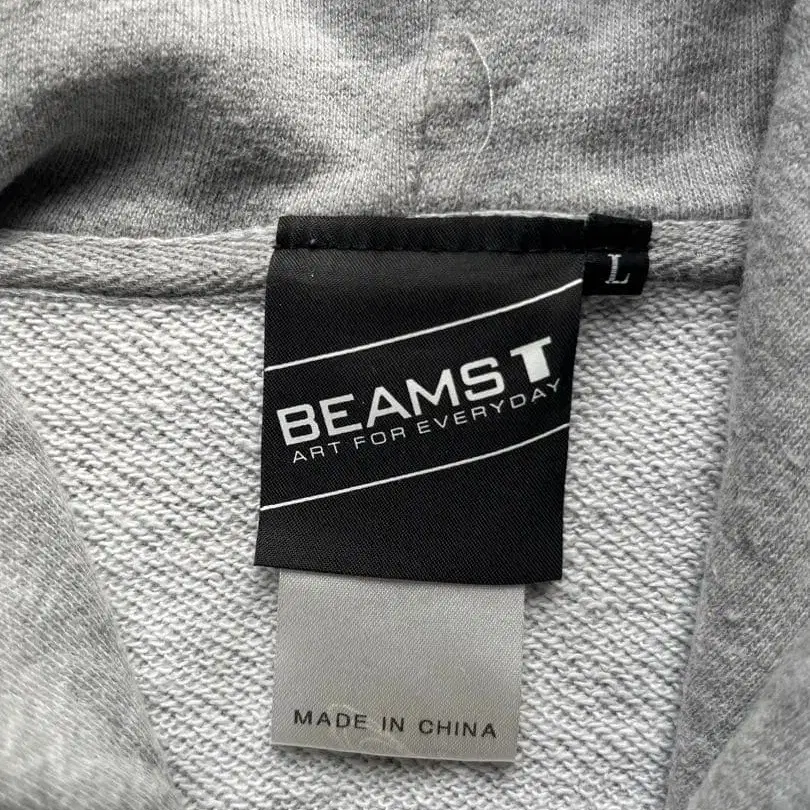 L
BEAMS T
ART FOR EVERYDAY
MADE IN CHINA